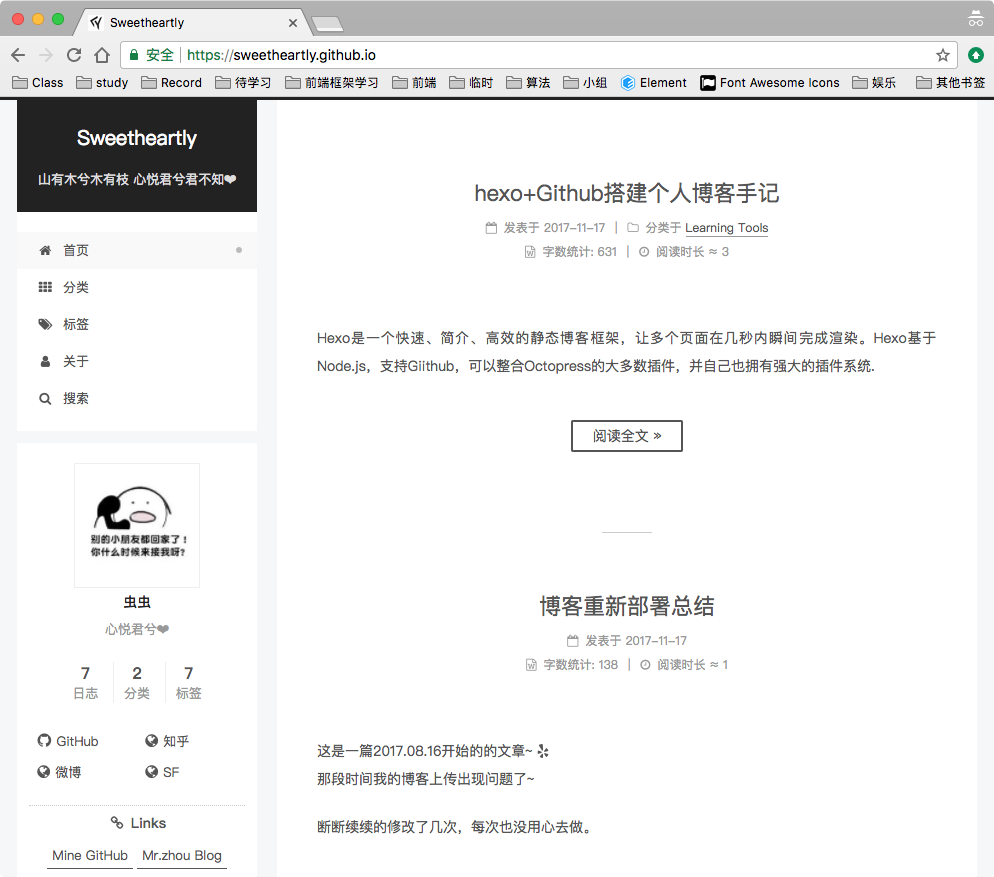 Sweetheartly
安全 https://sweetheartly.github.io
Class study Record 待学习 前端框架学习 前端 临时 算法 小组 Element Font Awesome Icons 娱乐 其他书签
Sweetheartly
山有木兮木有枝 心悦君兮君不知❤
首页
分类
标签
关于
搜索
别的小朋友都回家了!
你什么时候来接我呀?
虫虫
心悦君兮❤
7 2 7
日志 分类 标签
GitHub 知乎
微博 SF
Links
Mine GitHub Mr.zhou Blog
hexo+Github搭建个人博客手记
发表于 2017-11-17 | 分类于 Learning Tools
字数统计: 631 | 阅读时长 ≈ 3
Hexo是一个快速、简介、高效的静态博客框架，让多个页面在几秒内瞬间完成渲染。Hexo基于
Node.js，支持Giithub，可以整合Octopress的大多数插件，并自己也拥有强大的插件系统.
阅读全文 »
博客重新部署总结
发表于 2017-11-17
字数统计: 138 | 阅读时长 ≈ 1
这是一篇2017.08.16开始的的文章~
那段时间我的博客上传出现问题了~
断断续续的修改了几次，每次也没用心去做。